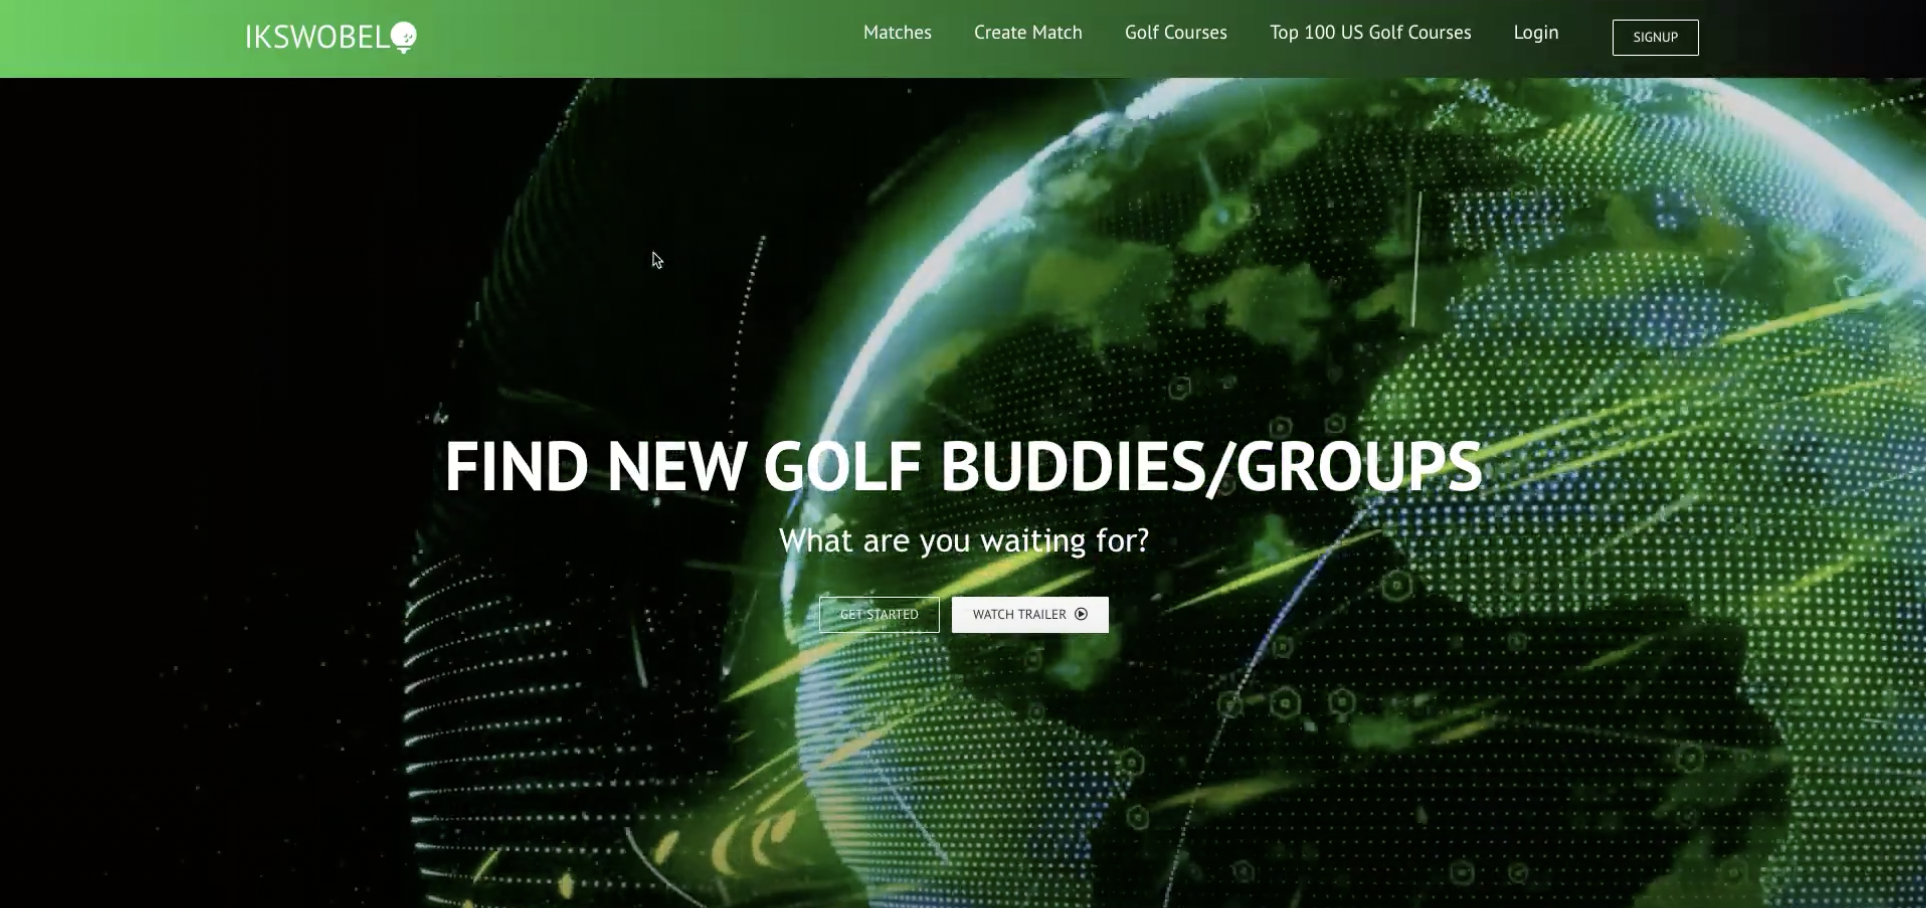 IKSWOBEL
Matches
Create Match
Golf Courses
Top 100 US Golf Courses
Login
SIGNUP
FIND NEW GOLF BUDDIES/GROUPS
What are you waiting for?
GET STARTED
WATCH TRAILER